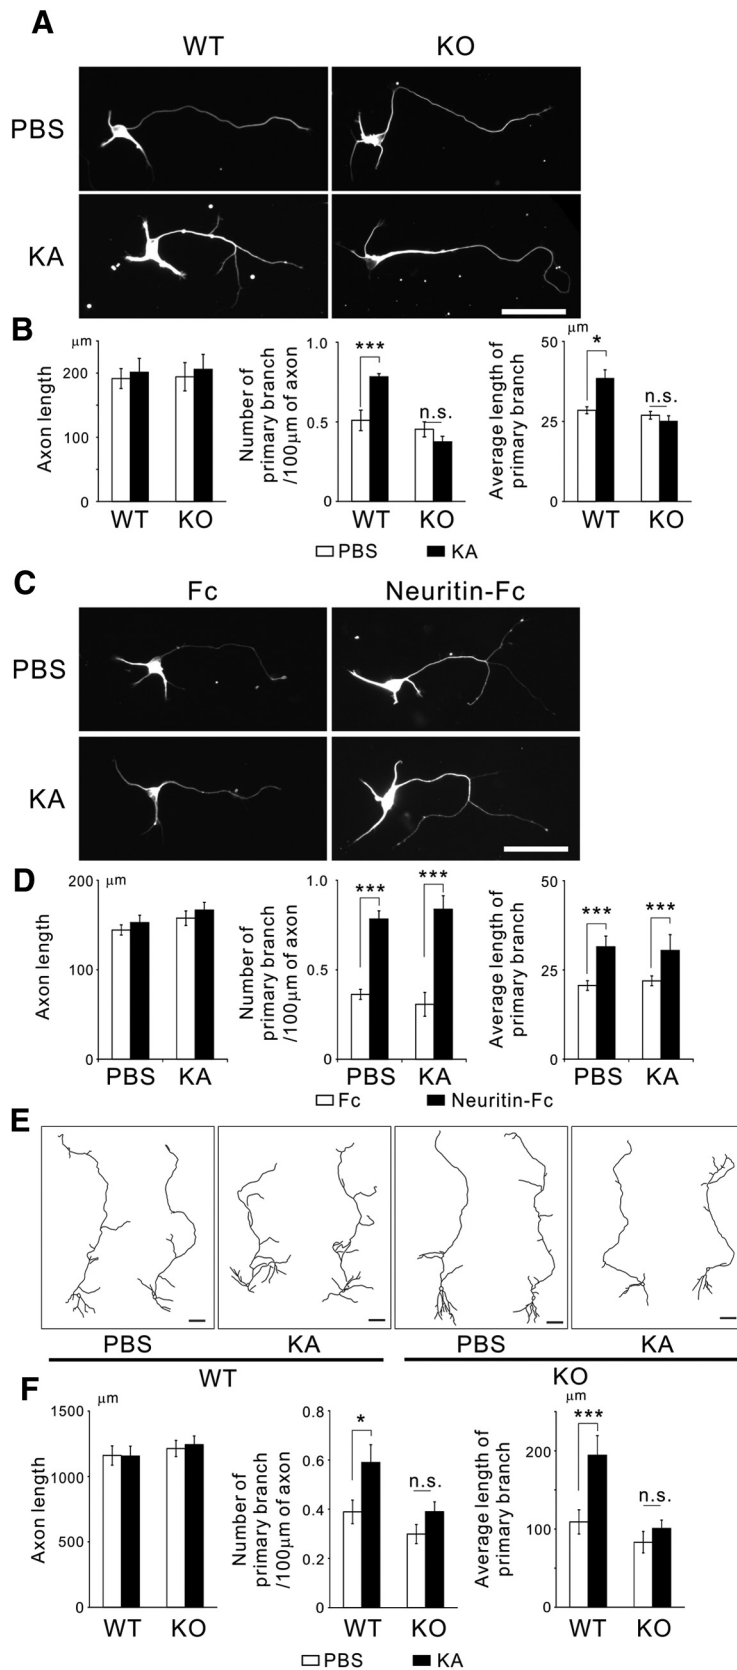 A
WT KO
PBS
KA
B
μm
200
100
0
Axon length
WT KO
Number of
primary branch
/100μm of axon
1.0
0.5
0
***
n.s.
WT KO
Average length of
primary branch
μm
50
25
0
*
n.s.
WT KO
PBS KA
C
Fc Neuritin-Fc
PBS
KA
D
μm
200
100
0
Axon length
PBS KA
Number of
primary branch
/100μm of axon
1.0
0.5
0
***
***
PBS KA
Average length of
primary branch
50
25
0
***
***
PBS KA
Fc Neuritin-Fc
E
PBS KA PBS KA
WT KO
F
μm
1500
1000
500
0
Axon length
WT KO
Number of
primary branch
/100μm of axon
0.8
0.6
0.4
0.2
0
*
n.s.
WT KO
Average length of
primary branch
μm
200
100
0
***
n.s.
WT KO
PBS KA